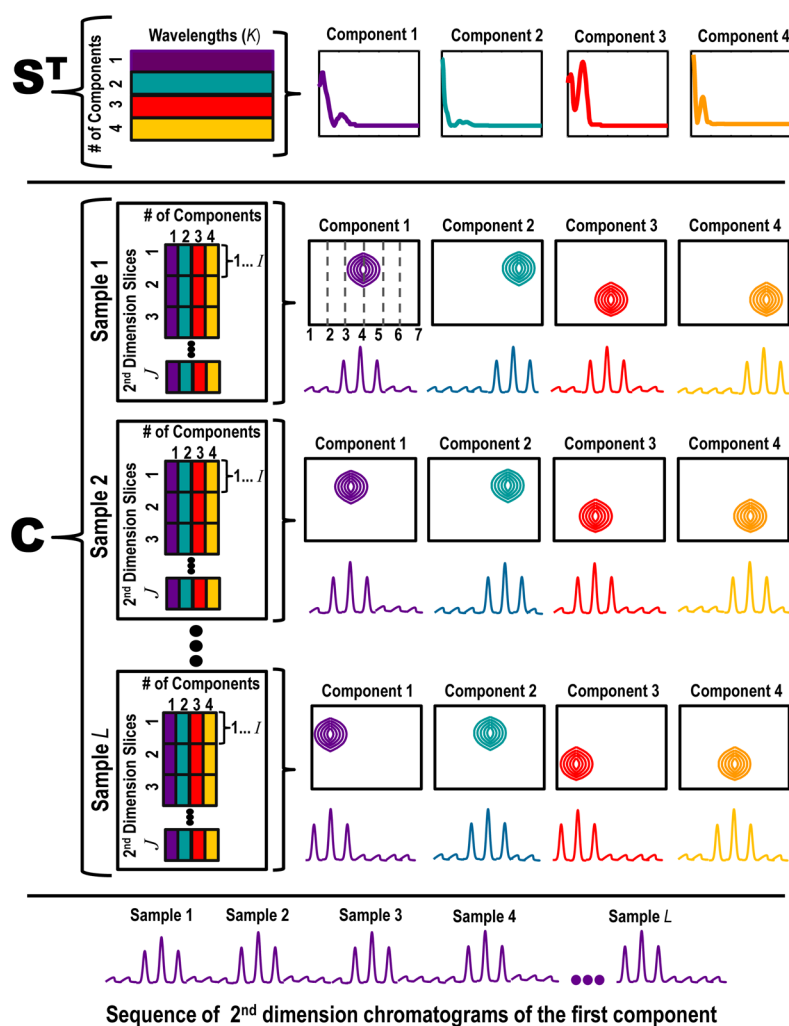 Wavelengths (K)
Component 1 Component 2 Component 3 Component 4
Sᵀ
# of Components
1
2
3
4
Sample 1
# of Components
1 2 3 4
2nd Dimension Slices
1
2
3
J
1... I
Component 1 Component 2 Component 3 Component 4
1 2 3 4 5 6 7
C
Sample 2
# of Components
1 2 3 4
2nd Dimension Slices
1
2
3
J
1... I
Component 1 Component 2 Component 3 Component 4
Sample L
# of Components
1 2 3 4
2nd Dimension Slices
1
2
3
J
1... I
Component 1 Component 2 Component 3 Component 4
Sample 1 Sample 2 Sample 3 Sample 4 Sample L
Sequence of 2nd dimension chromatograms of the first component